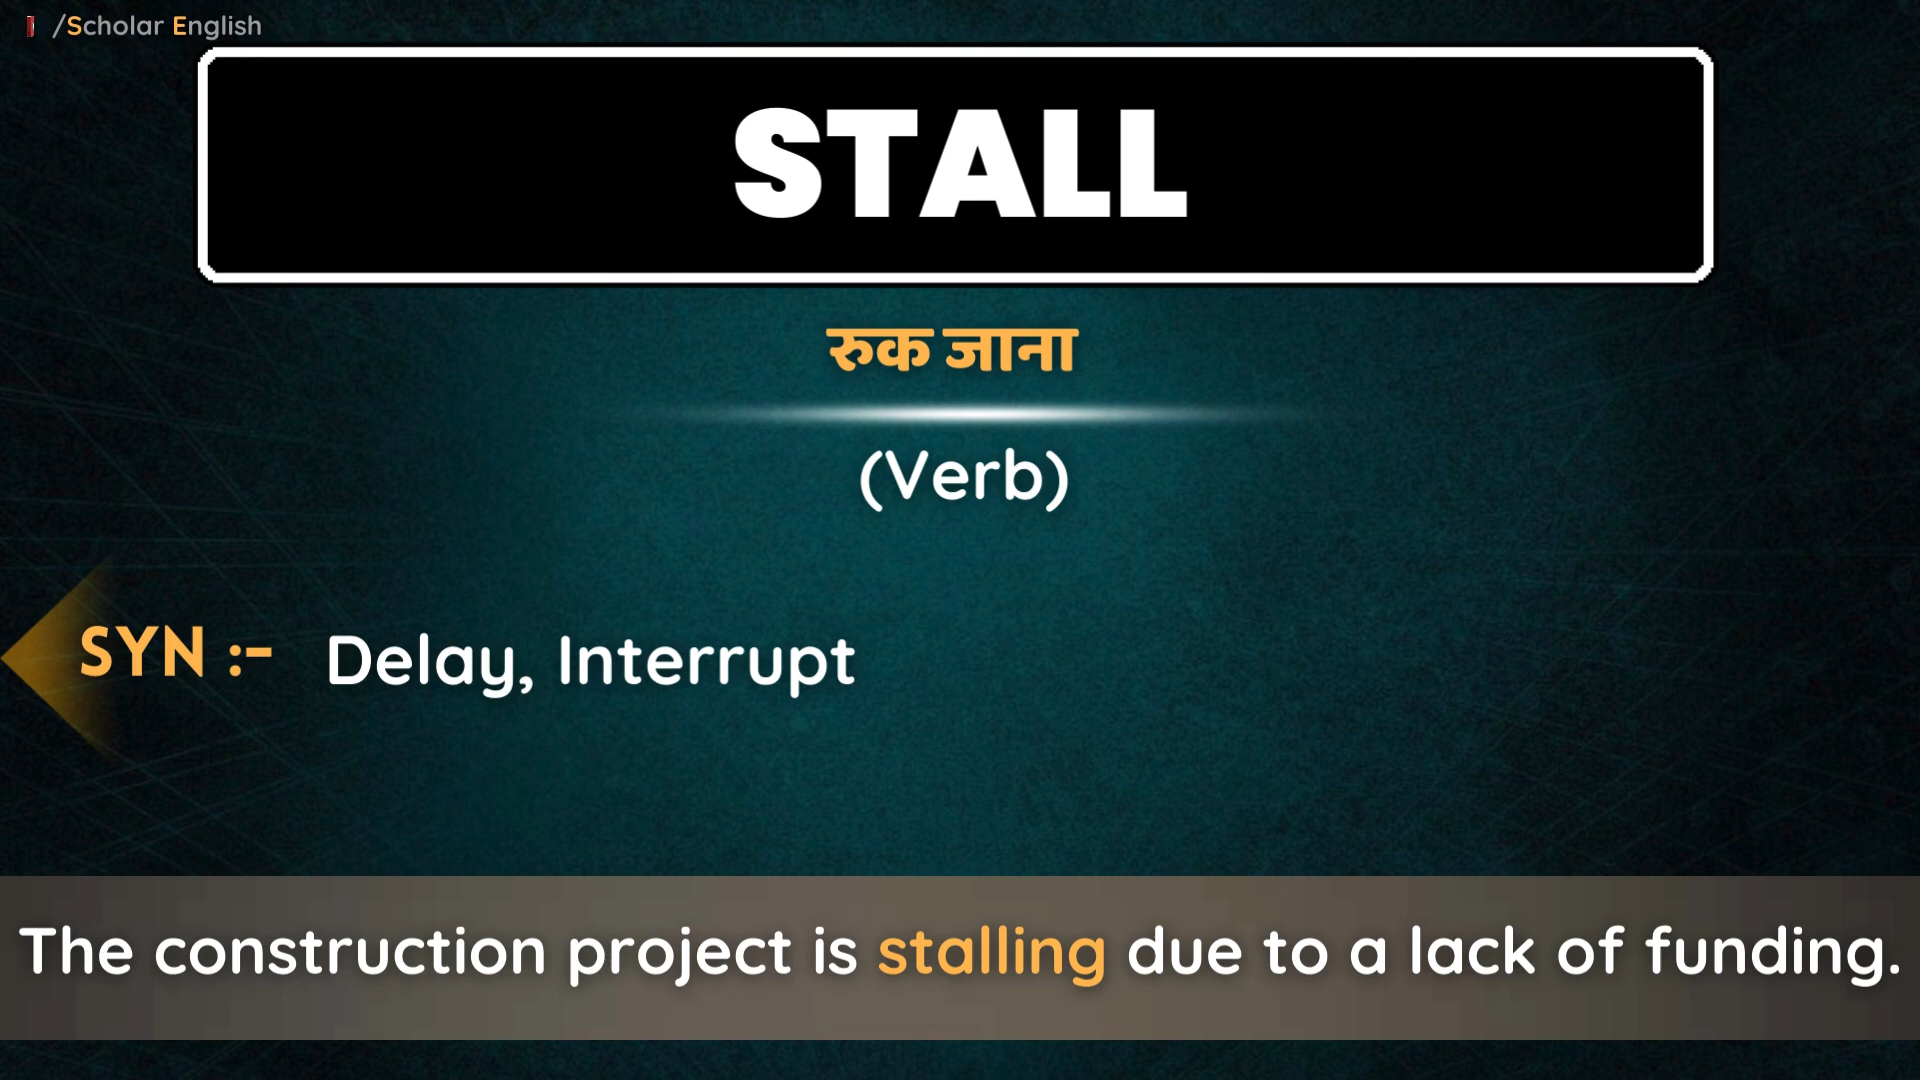 /Scholar English
STALL
रुक जाना
(Verb)
SYN :- Delay, Interrupt
The construction project is stalling due to a lack of funding.